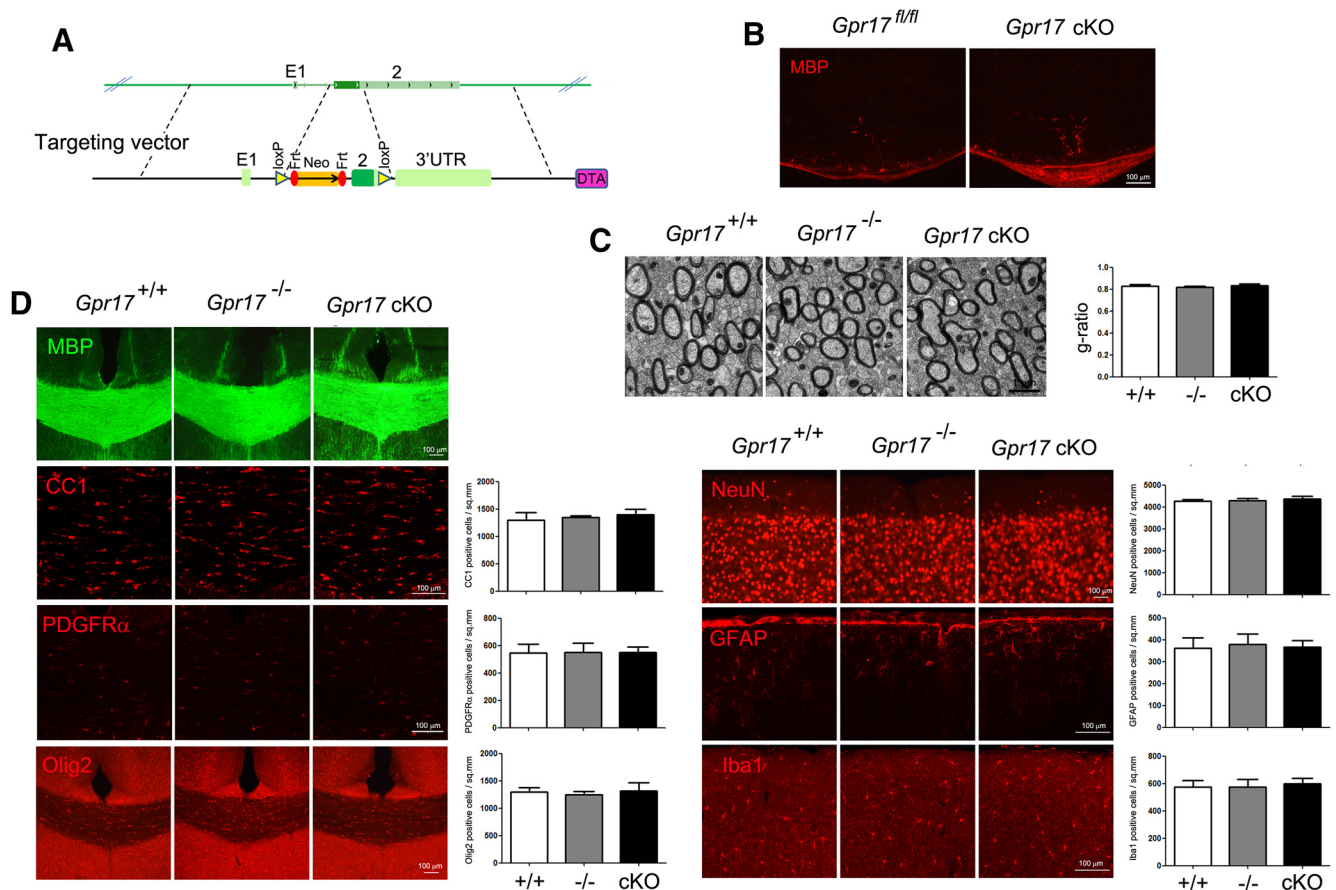 A
E1
2
Targeting vector
E1
loxP
Frt
Neo
Frt
2
loxP
3'UTR
DTA
B
Gpr17 fl/fl
Gpr17 cKO
MBP
100 µm
C
Gpr17 +/+
Gpr17 -/-
Gpr17 cKO
g-ratio
1.0
0.8
0.6
0.4
0.2
0.0
+/+
-/-
cKO
D
Gpr17 +/+
Gpr17 -/-
Gpr17 cKO
MBP
100 µm
CC1
100 µm
CC1 positive cells / sq.mm
2000
1500
1000
500
0
PDGFRα
100 µm
PDGFRα positive cells / sq.mm
800
600
400
200
0
Olig2
100 µm
Olig2 positive cells / sq.mm
2000
1500
1000
500
0
+/+
-/-
cKO
Gpr17 +/+
Gpr17 -/-
Gpr17 cKO
NeuN
100 µm
NeuN positive cells / sq.mm
5000
4000
3000
2000
1000
0
GFAP
100 µm
GFAP positive cells / sq.mm
500
400
300
200
100
0
Iba1
100 µm
Iba1 positive cells / sq.mm
800
600
400
200
0
+/+
-/-
cKO